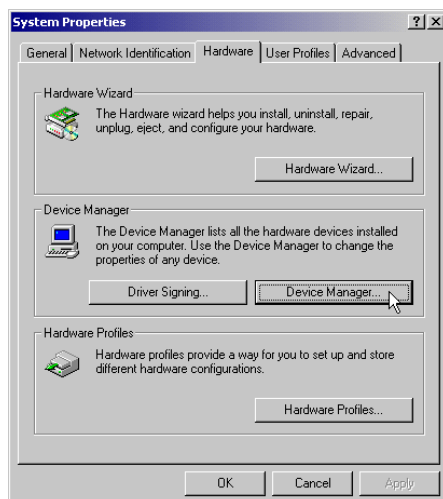 System Properties
General Network Identification Hardware User Profiles Advanced
Hardware Wizard
The Hardware wizard helps you install, uninstall, repair,
unplug, eject, and configure your hardware.
Hardware Wizard...
Device Manager
The Device Manager lists all the hardware devices installed
on your computer. Use the Device Manager to change the
properties of any device.
Driver Signing... Device Manager...
Hardware Profiles
Hardware profiles provide a way for you to set up and store
different hardware configurations.
Hardware Profiles...
OK Cancel Apply